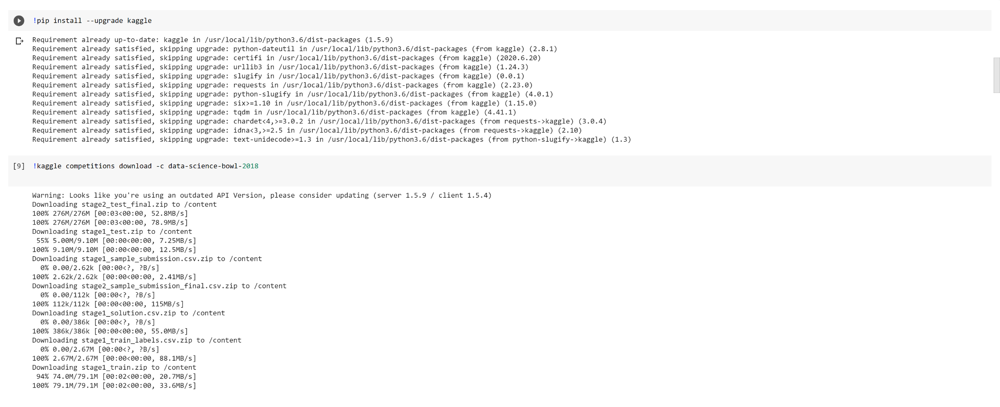 !pip install --upgrade kaggle
Requirement already up-to-date: kaggle in /usr/local/lib/python3.6/dist-packages (1.5.9)
Requirement already satisfied, skipping upgrade: python-dateutil in /usr/local/lib/python3.6/dist-packages (from kaggle) (2.8.1)
Requirement already satisfied, skipping upgrade: certifi in /usr/local/lib/python3.6/dist-packages (from kaggle) (2020.6.20)
Requirement already satisfied, skipping upgrade: urllib3 in /usr/local/lib/python3.6/dist-packages (from kaggle) (1.24.3)
Requirement already satisfied, skipping upgrade: slugify in /usr/local/lib/python3.6/dist-packages (from kaggle) (0.0.1)
Requirement already satisfied, skipping upgrade: requests in /usr/local/lib/python3.6/dist-packages (from kaggle) (2.23.0)
Requirement already satisfied, skipping upgrade: python-slugify in /usr/local/lib/python3.6/dist-packages (from kaggle) (4.0.1)
Requirement already satisfied, skipping upgrade: six>=1.10 in /usr/local/lib/python3.6/dist-packages (from kaggle) (1.15.0)
Requirement already satisfied, skipping upgrade: tqdm in /usr/local/lib/python3.6/dist-packages (from kaggle) (4.41.1)
Requirement already satisfied, skipping upgrade: chardet<4,>=3.0.2 in /usr/local/lib/python3.6/dist-packages (from requests->kaggle) (3.0.4)
Requirement already satisfied, skipping upgrade: idna<3,>=2.5 in /usr/local/lib/python3.6/dist-packages (from requests->kaggle) (2.10)
Requirement already satisfied, skipping upgrade: text-unidecode>=1.3 in /usr/local/lib/python3.6/dist-packages (from python-slugify->kaggle) (1.3)
[9] !kaggle competitions download -c data-science-bowl-2018
Warning: Looks like you're using an outdated API Version, please consider updating (server 1.5.9 / client 1.5.4)
Downloading stage2_test_final.zip to /content
100% 276M/276M [00:03<00:00, 52.8MB/s]
100% 276M/276M [00:03<00:00, 78.9MB/s]
Downloading stage1_test.zip to /content
55% 5.00M/9.10M [00:00<00:00, 7.25MB/s]
100% 9.10M/9.10M [00:00<00:00, 12.5MB/s]
Downloading stage1_sample_submission.csv.zip to /content
0% 0.00/2.62k [00:00<?, ?B/s]
100% 2.62k/2.62k [00:00<00:00, 2.41MB/s]
Downloading stage2_sample_submission_final.csv.zip to /content
0% 0.00/112k [00:00<?, ?B/s]
100% 112k/112k [00:00<00:00, 115MB/s]
Downloading stage1_solution.csv.zip to /content
0% 0.00/386k [00:00<?, ?B/s]
100% 386k/386k [00:00<00:00, 55.0MB/s]
Downloading stage1_train_labels.csv.zip to /content
0% 0.00/2.67M [00:00<?, ?B/s]
100% 2.67M/2.67M [00:00<00:00, 88.1MB/s]
Downloading stage1_train.zip to /content
94% 74.0M/79.1M [00:02<00:00, 20.7MB/s]
100% 79.1M/79.1M [00:02<00:00, 33.6MB/s]